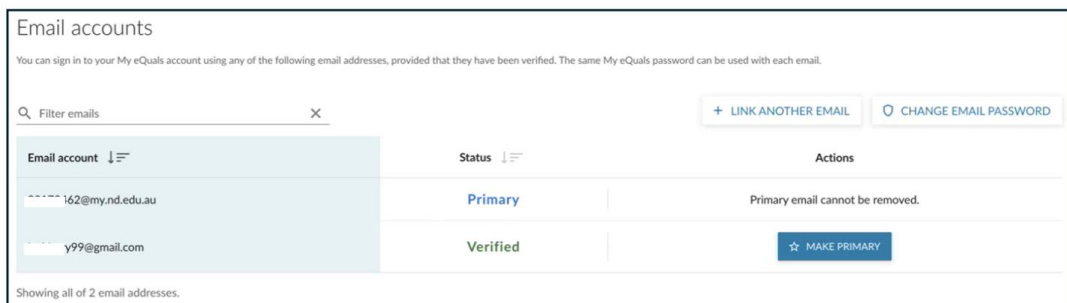 Email accounts
You can sign in to your My eQuals account using any of the following email addresses, provided that they have been verified. The same My eQuals password can be used with each email.
Filter emails
+ LINK ANOTHER EMAIL CHANGE EMAIL PASSWORD
Email account Status Actions
62@my.nd.edu.au Primary Primary email cannot be removed.
y99@gmail.com Verified MAKE PRIMARY
Showing all of 2 email addresses.